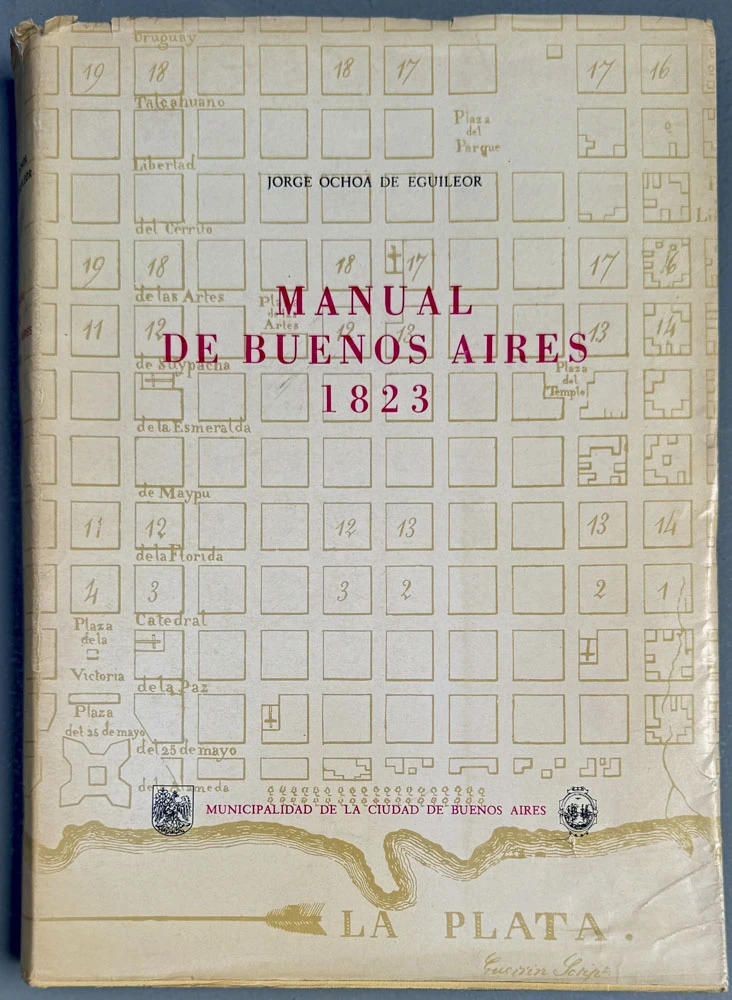 Uruguay
19 18 18 17 17 16
Talcahuano
Plaza
del
Parque
Libertad
JORGE OCHOA DE EGUILEOR
del Cerrito
19 18 18 17 17 16
de las Artes
MANUAL
Artes
11 12 12 13 13 14
DE BUENOS AIRES
de Suypacha
Plaza
del
Temple
1823
de la Esmeralda
de Maypu
11 12 12 13 13 14
de la Florida
4 3 3 2 2 1
Catedral
Plaza
de la
Victoria
de la Paz
Plaza
del 25 de mayo
del 25 de mayo
MUNICIPALIDAD DE LA CIUDAD DE BUENOS AIRES
LA PLATA.